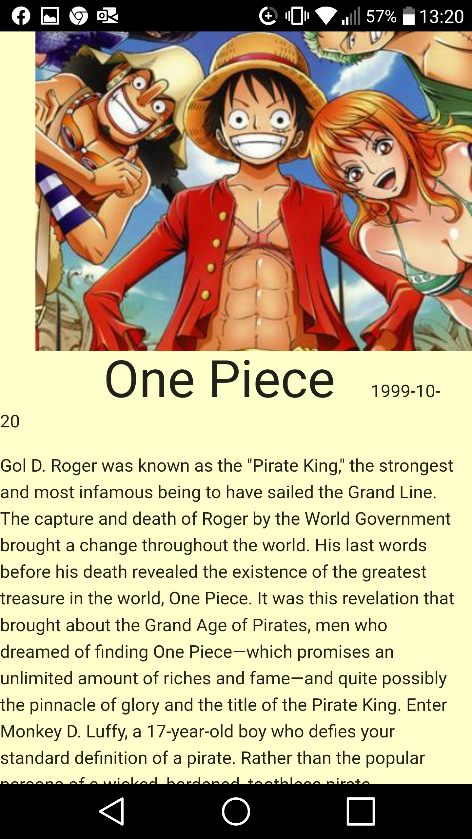 57% 13:20
One Piece 1999-10-
20
Gol D. Roger was known as the "Pirate King," the strongest
and most infamous being to have sailed the Grand Line.
The capture and death of Roger by the World Government
brought a change throughout the world. His last words
before his death revealed the existence of the greatest
treasure in the world, One Piece. It was this revelation that
brought about the Grand Age of Pirates, men who
dreamed of finding One Piece—which promises an
unlimited amount of riches and fame—and quite possibly
the pinnacle of glory and the title of the Pirate King. Enter
Monkey D. Luffy, a 17-year-old boy who defies your
standard definition of a pirate. Rather than the popular
persona of a wicked, hardened, toothless pirate